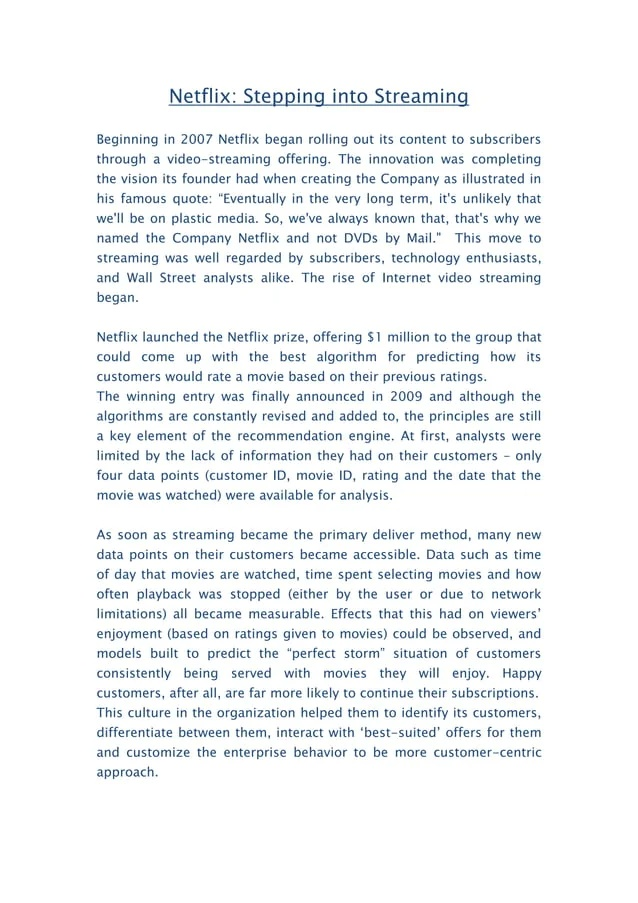 Netflix: Stepping into Streaming
Beginning in 2007 Netflix began rolling out its content to subscribers
through a video-streaming offering. The innovation was completing
the vision its founder had when creating the Company as illustrated in
his famous quote: “Eventually in the very long term, it's unlikely that
we'll be on plastic media. So, we've always known that, that's why we
named the Company Netflix and not DVDs by Mail." This move to
streaming was well regarded by subscribers, technology enthusiasts,
and Wall Street analysts alike. The rise of Internet video streaming
began.
Netflix launched the Netflix prize, offering $1 million to the group that
could come up with the best algorithm for predicting how its
customers would rate a movie based on their previous ratings.
The winning entry was finally announced in 2009 and although the
algorithms are constantly revised and added to, the principles are still
a key element of the recommendation engine. At first, analysts were
limited by the lack of information they had on their customers – only
four data points (customer ID, movie ID, rating and the date that the
movie was watched) were available for analysis.
As soon as streaming became the primary deliver method, many new
data points on their customers became accessible. Data such as time
of day that movies are watched, time spent selecting movies and how
often playback was stopped (either by the user or due to network
limitations) all became measurable. Effects that this had on viewers’
enjoyment (based on ratings given to movies) could be observed, and
models built to predict the “perfect storm” situation of customers
consistently being served with movies they will enjoy. Happy
customers, after all, are far more likely to continue their subscriptions.
This culture in the organization helped them to identify its customers,
differentiate between them, interact with ‘best-suited’ offers for them
and customize the enterprise behavior to be more customer-centric
approach.